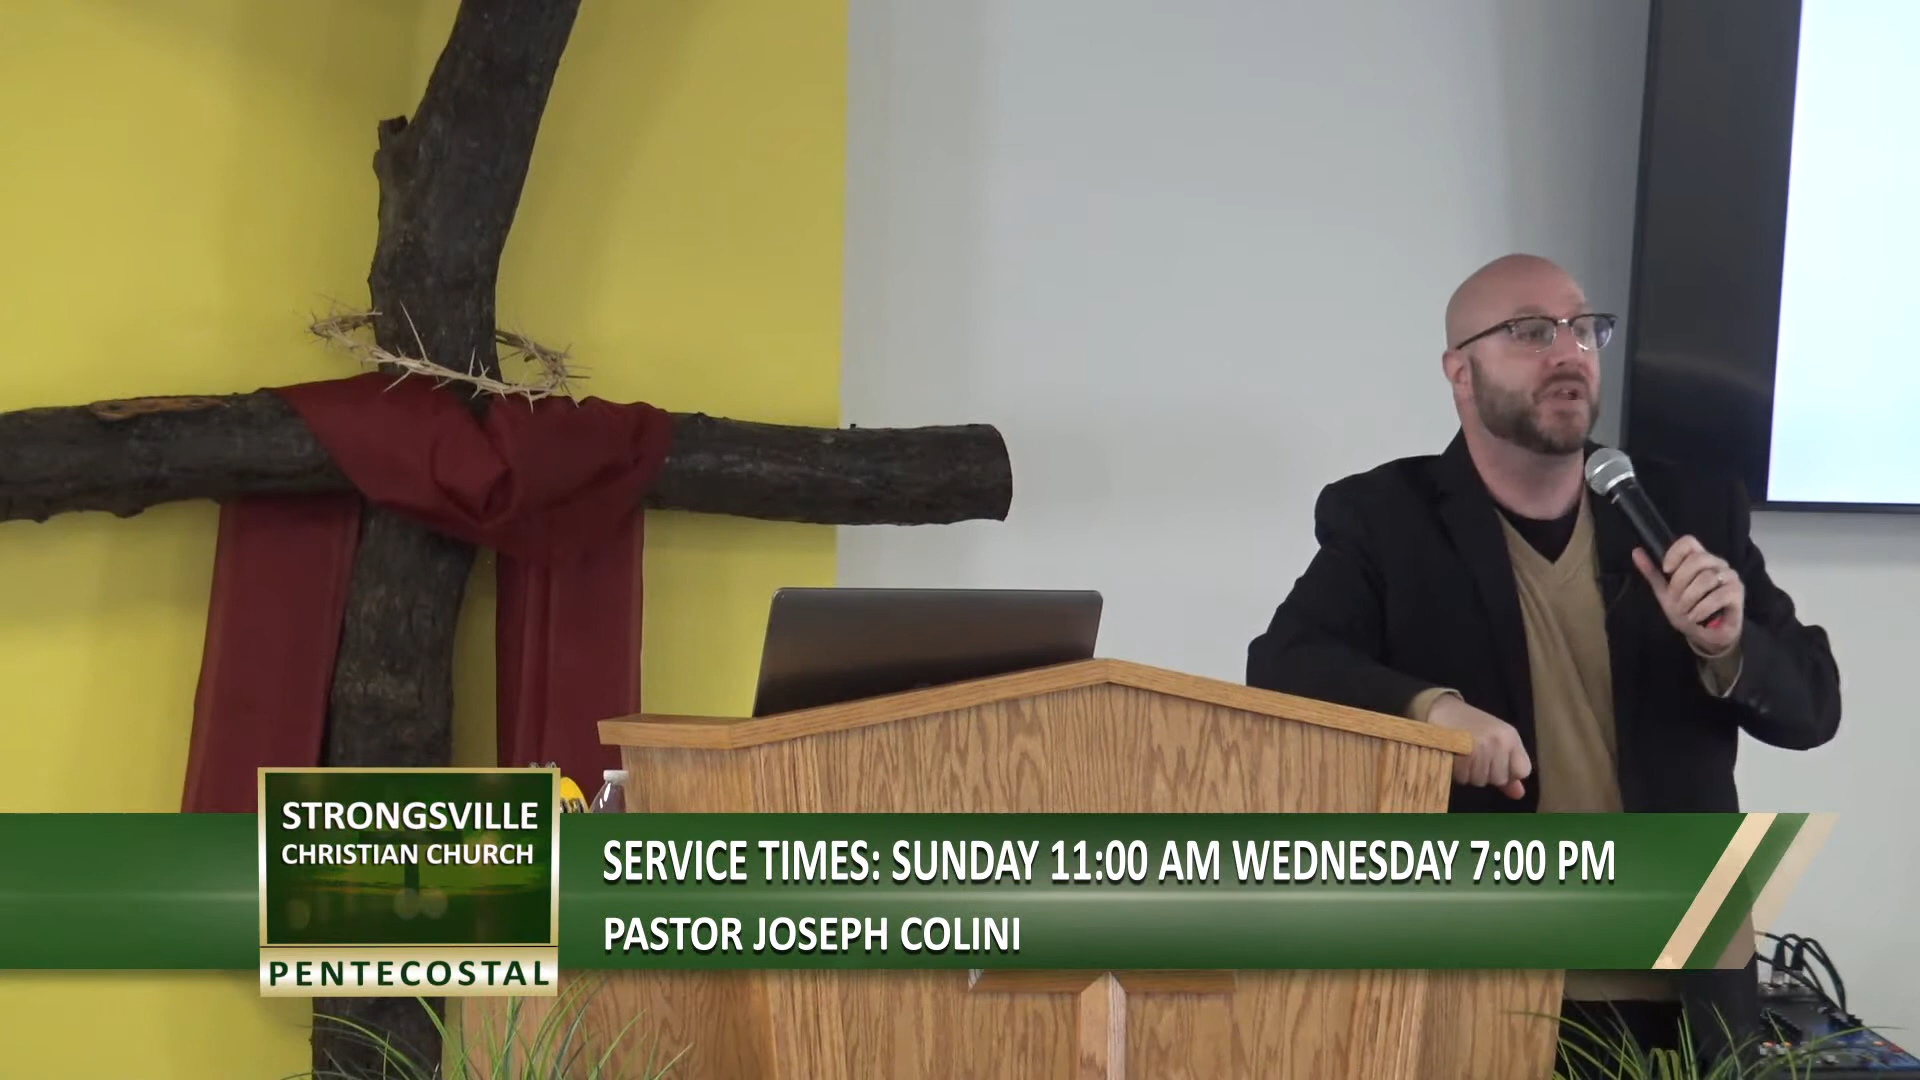 STRONGSVILLE
CHRISTIAN CHURCH
PENTECOSTAL
SERVICE TIMES: SUNDAY 11:00 AM WEDNESDAY 7:00 PM
PASTOR JOSEPH COLINI